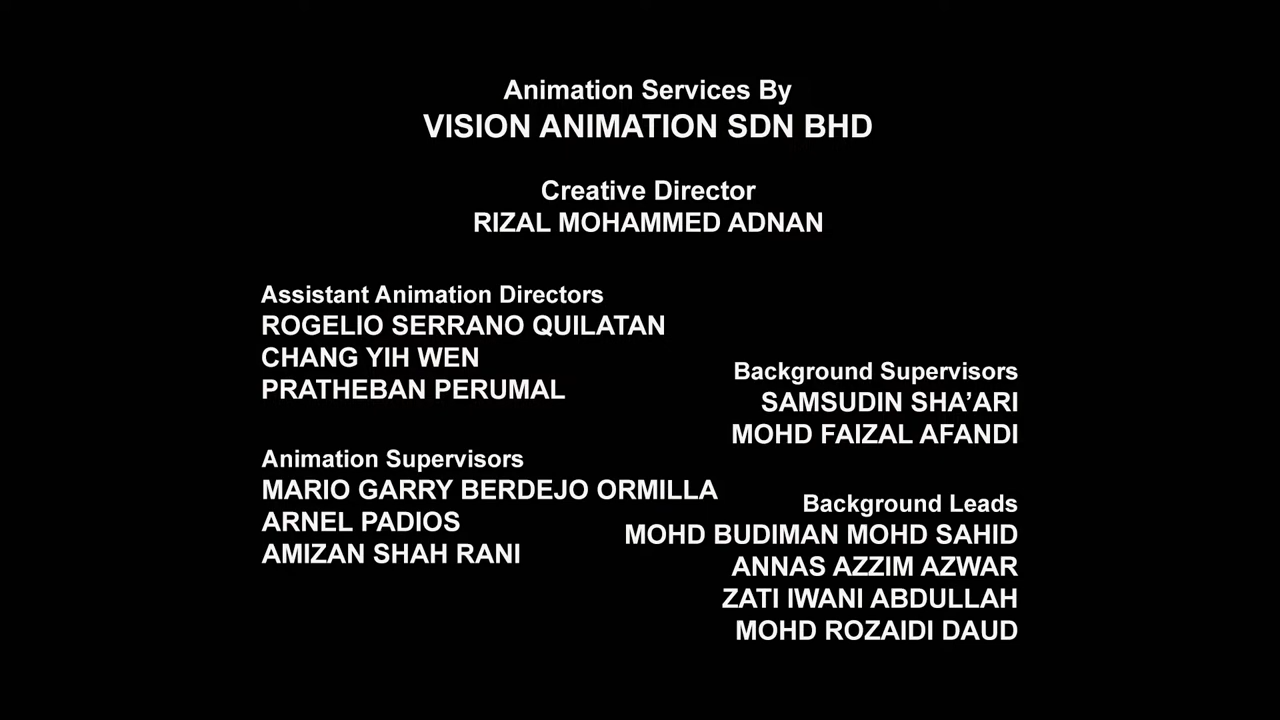 Animation Services By
VISION ANIMATION SDN BHD
Creative Director
RIZAL MOHAMMED ADNAN
Assistant Animation Directors
ROGELIO SERRANO QUILATAN
CHANG YIH WEN
PRATHEBAN PERUMAL
Animation Supervisors
MARIO GARRY BERDEJO ORMILLA
ARNEL PADIOS
AMIZAN SHAH RANI
Background Supervisors
SAMSUDIN SHA’ARI
MOHD FAIZAL AFANDI
Background Leads
MOHD BUDIMAN MOHD SAHID
ANNAS AZZIM AZWAR
ZATI IWANI ABDULLAH
MOHD ROZAIDI DAUD